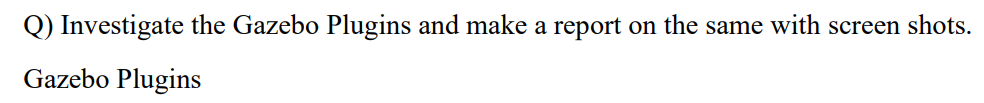 Q) Investigate the Gazebo Plugins and make a report on the same with screen shots.
Gazebo Plugins